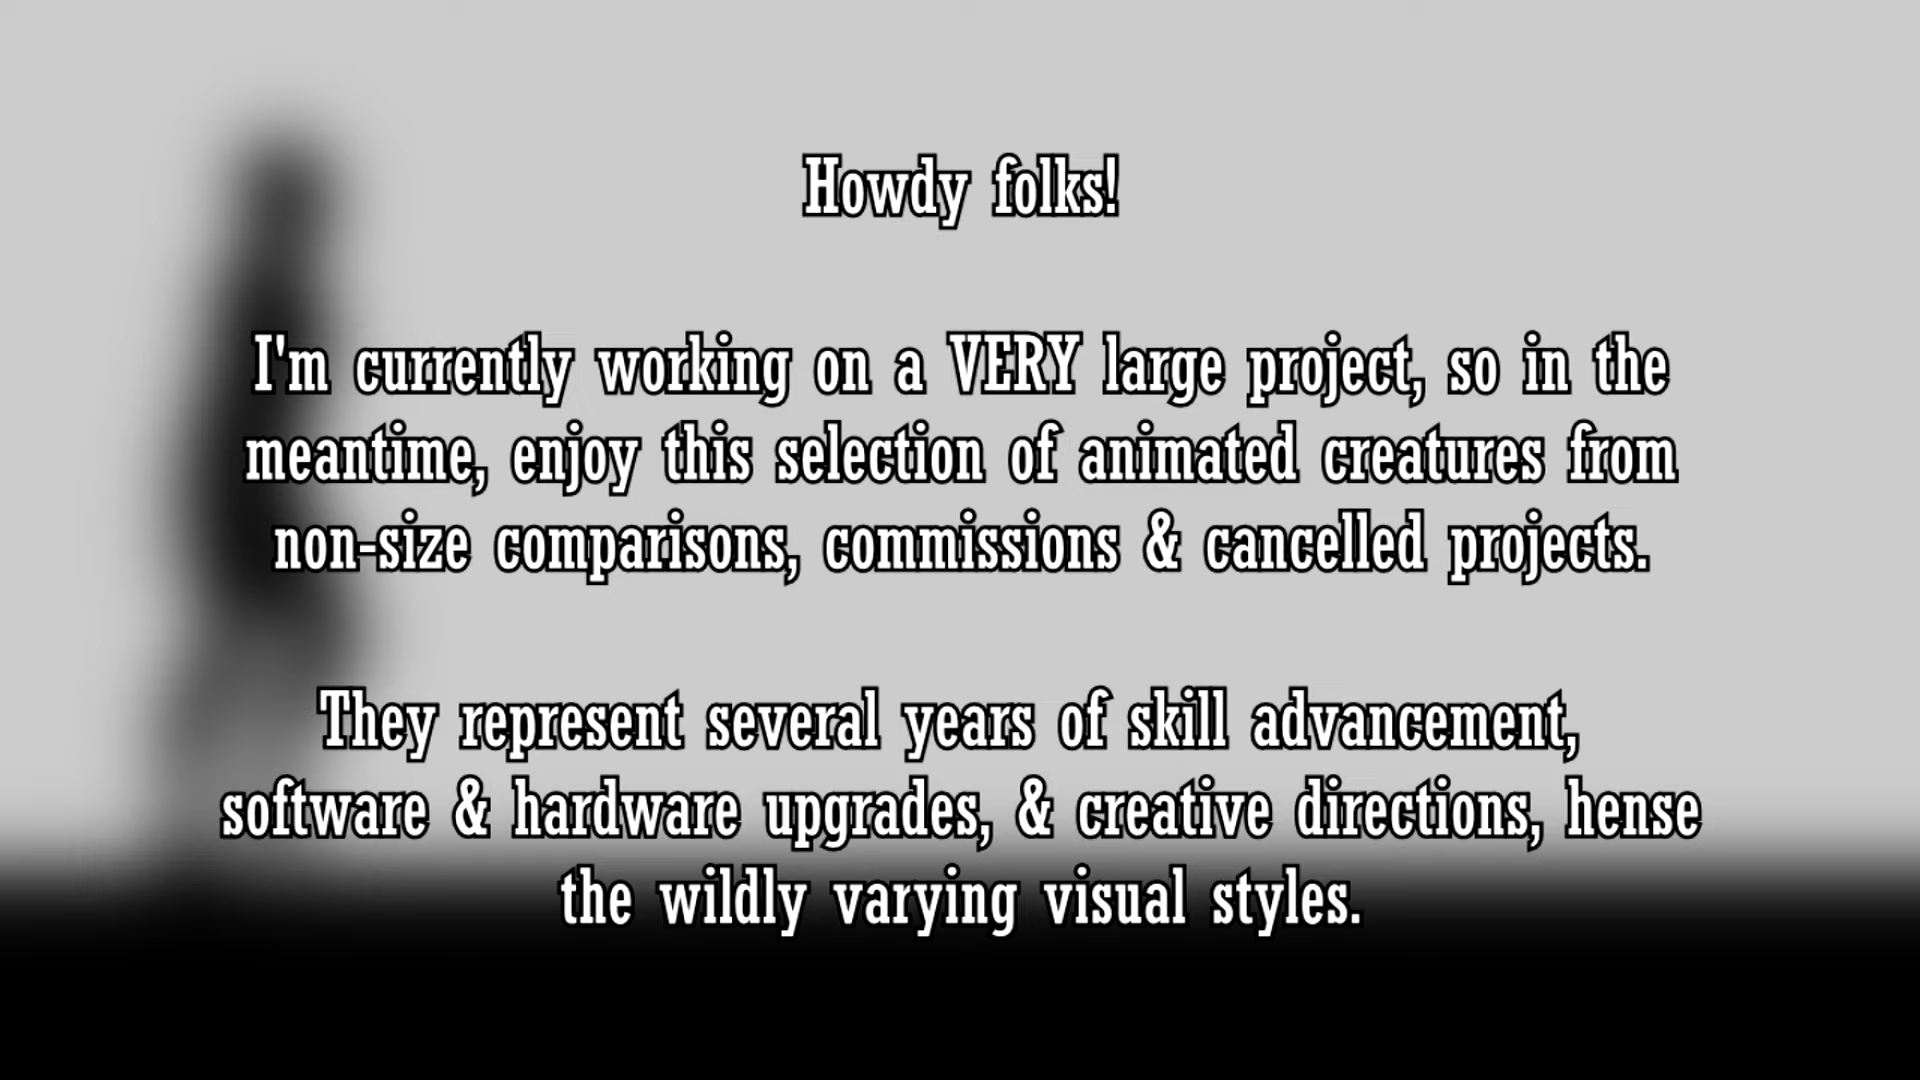 Howdy folks!
I'm currently working on a VERY large project, so in the
meantime, enjoy this selection of animated creatures from
non-size comparisons, commissions & cancelled projects.
They represent several years of skill advancement,
software & hardware upgrades, & creative directions, hense
the wildly varying visual styles.